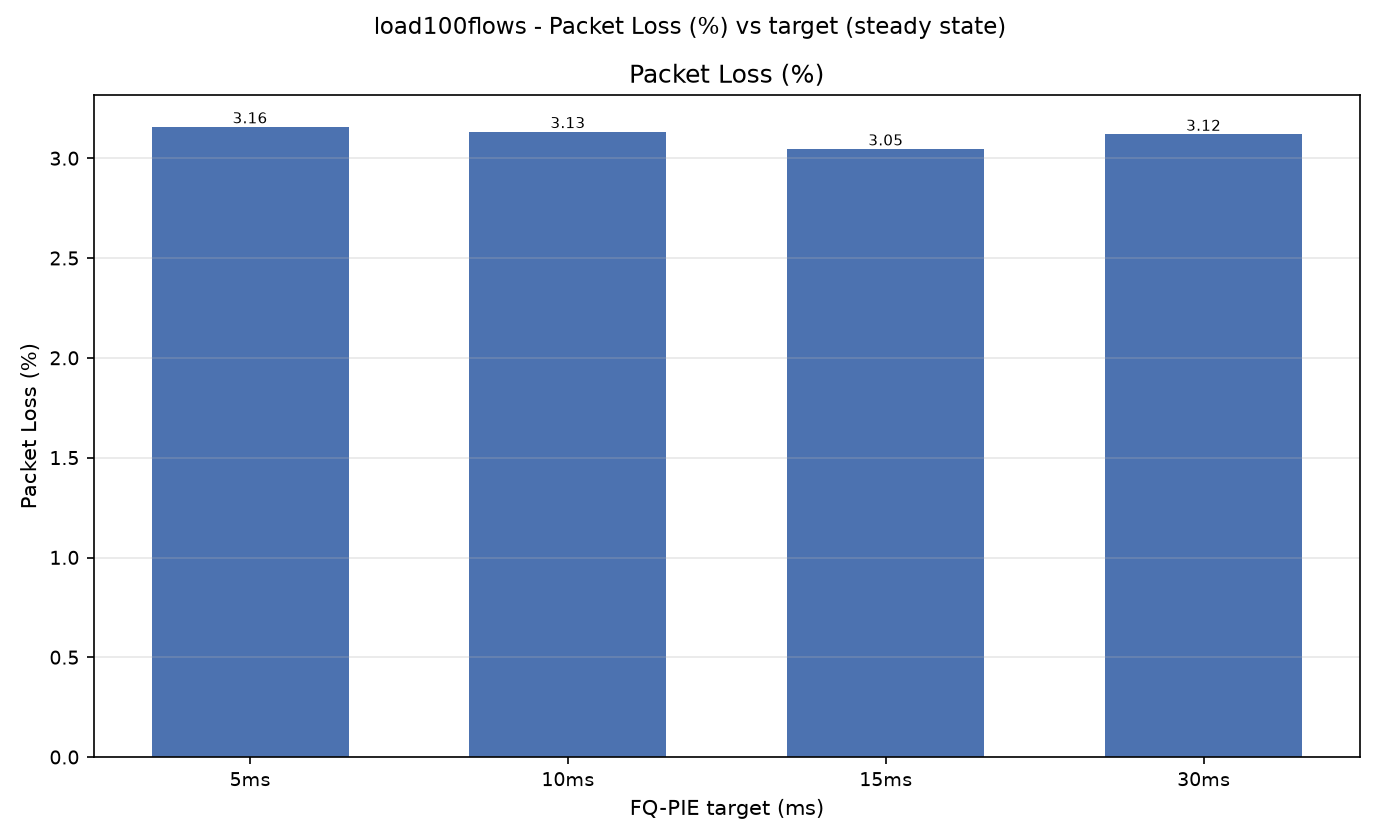 load100flows - Packet Loss (%) vs target (steady state)
Packet Loss (%)
3.16
3.13
3.05
3.12
3.0
2.5
2.0
1.5
1.0
0.5
0.0
Packet Loss (%)
5ms
10ms
15ms
30ms
FQ-PIE target (ms)